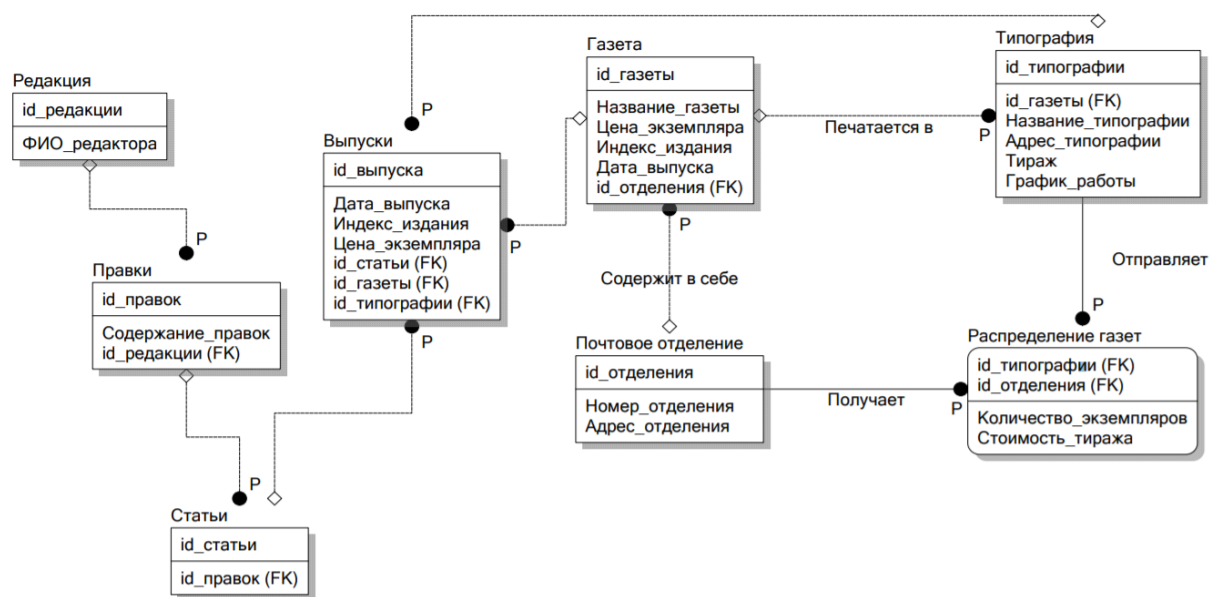 Редакция
id_редакции
ФИО_редактора
P
Правки
id_правок
Содержание_правок
id_редакции (FK)
P
Статьи
id_статьи
id_правок (FK)
P
Выпуски
id_выпуска
Дата_выпуска
Индекс_издания
Цена_экземпляра
id_статьи (FK)
id_газеты (FK)
id_типографии (FK)
P
P
Газета
id_газеты
Название_газеты
Цена_экземпляра
Индекс_издания
Дата_выпуска
id_отделения (FK)
P
Содержит в себе
Почтовое отделение
id_отделения
Номер_отделения
Адрес_отделения
Печатается в
P
Типография
id_типографии
id_газеты (FK)
Название_типографии
Адрес_типографии
Тираж
График_работы
Отправляет
P
Получает
P
Распределение газет
id_типографии (FK)
id_отделения (FK)
Количество_экземпляров
Стоимость_тиража